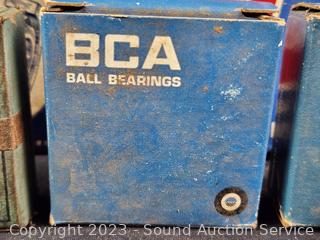 BCA
BALL BEARINGS
Copyright 2023 - Sound Auction Service